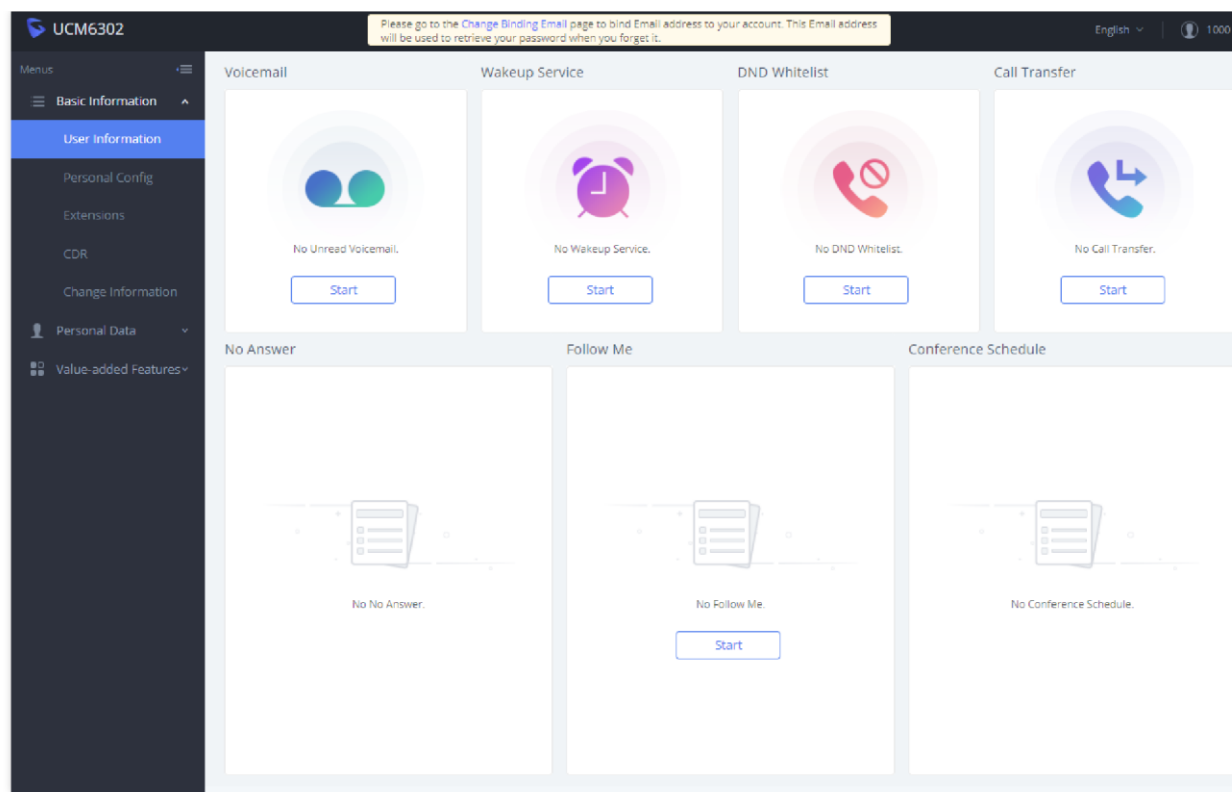 UCM6302
Please go to the Change Binding Email page to bind Email address to your account. This Email address
will be used to retrieve your password when you forget it.
English
1000
Menus
Basic Information
User Information
Personal Config
Extensions
CDR
Change Information
Personal Data
Value-added Features
Voicemail
No Unread Voicemail.
Start
Wakeup Service
No Wakeup Service.
Start
DND Whitelist
No DND Whitelist.
Start
Call Transfer
No Call Transfer.
Start
No Answer
No No Answer.
Follow Me
No Follow Me.
Start
Conference Schedule
No Conference Schedule.